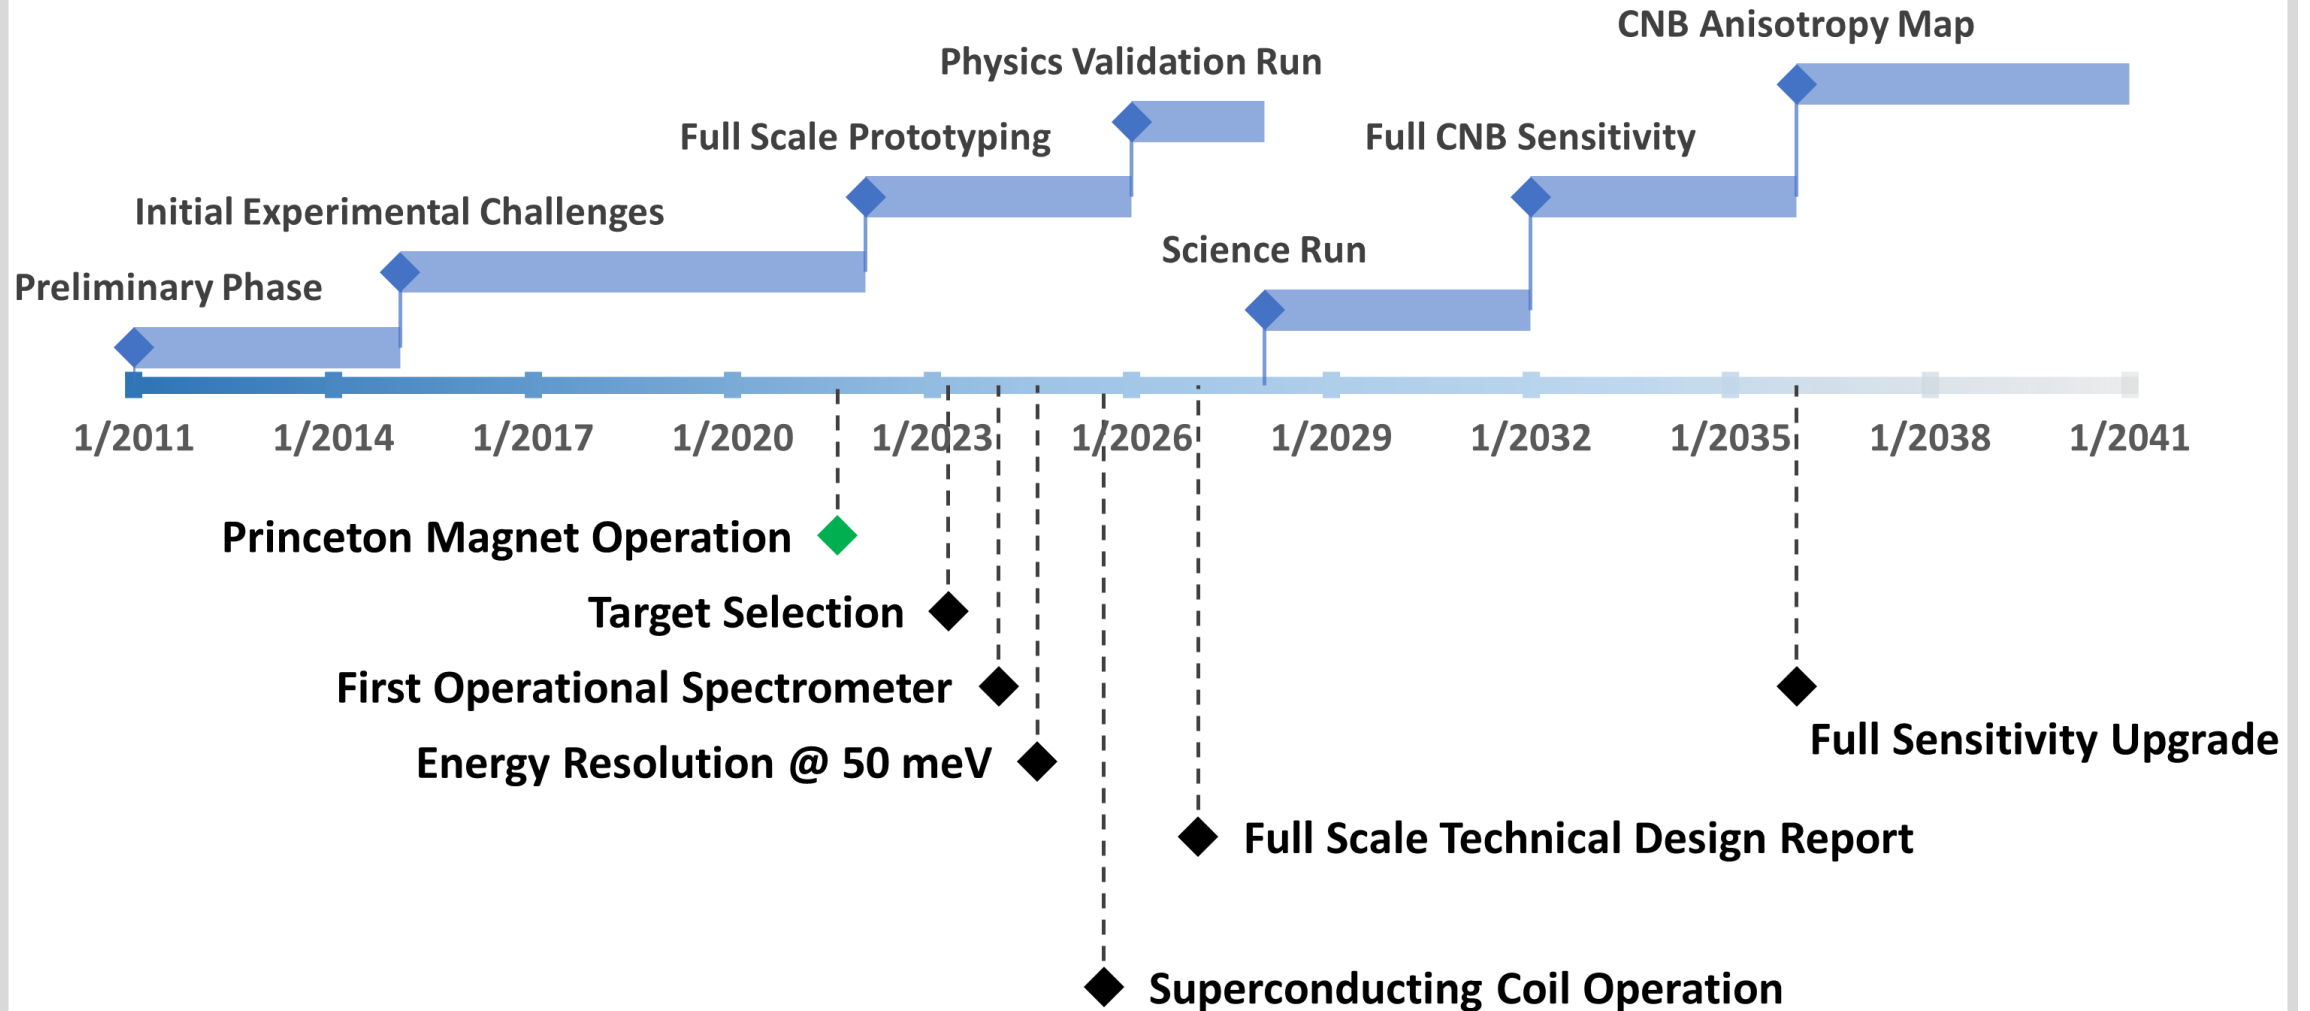 CNB Anisotropy Map
Physics Validation Run
Full Scale Prototyping
Full CNB Sensitivity
Initial Experimental Challenges
Science Run
Preliminary Phase
1/2011 1/2014 1/2017 1/2020 1/2023 1/2026 1/2029 1/2032 1/2035 1/2038 1/2041
Princeton Magnet Operation
Target Selection
First Operational Spectrometer
Full Sensitivity Upgrade
Energy Resolution @ 50 meV
Full Scale Technical Design Report
Superconducting Coil Operation